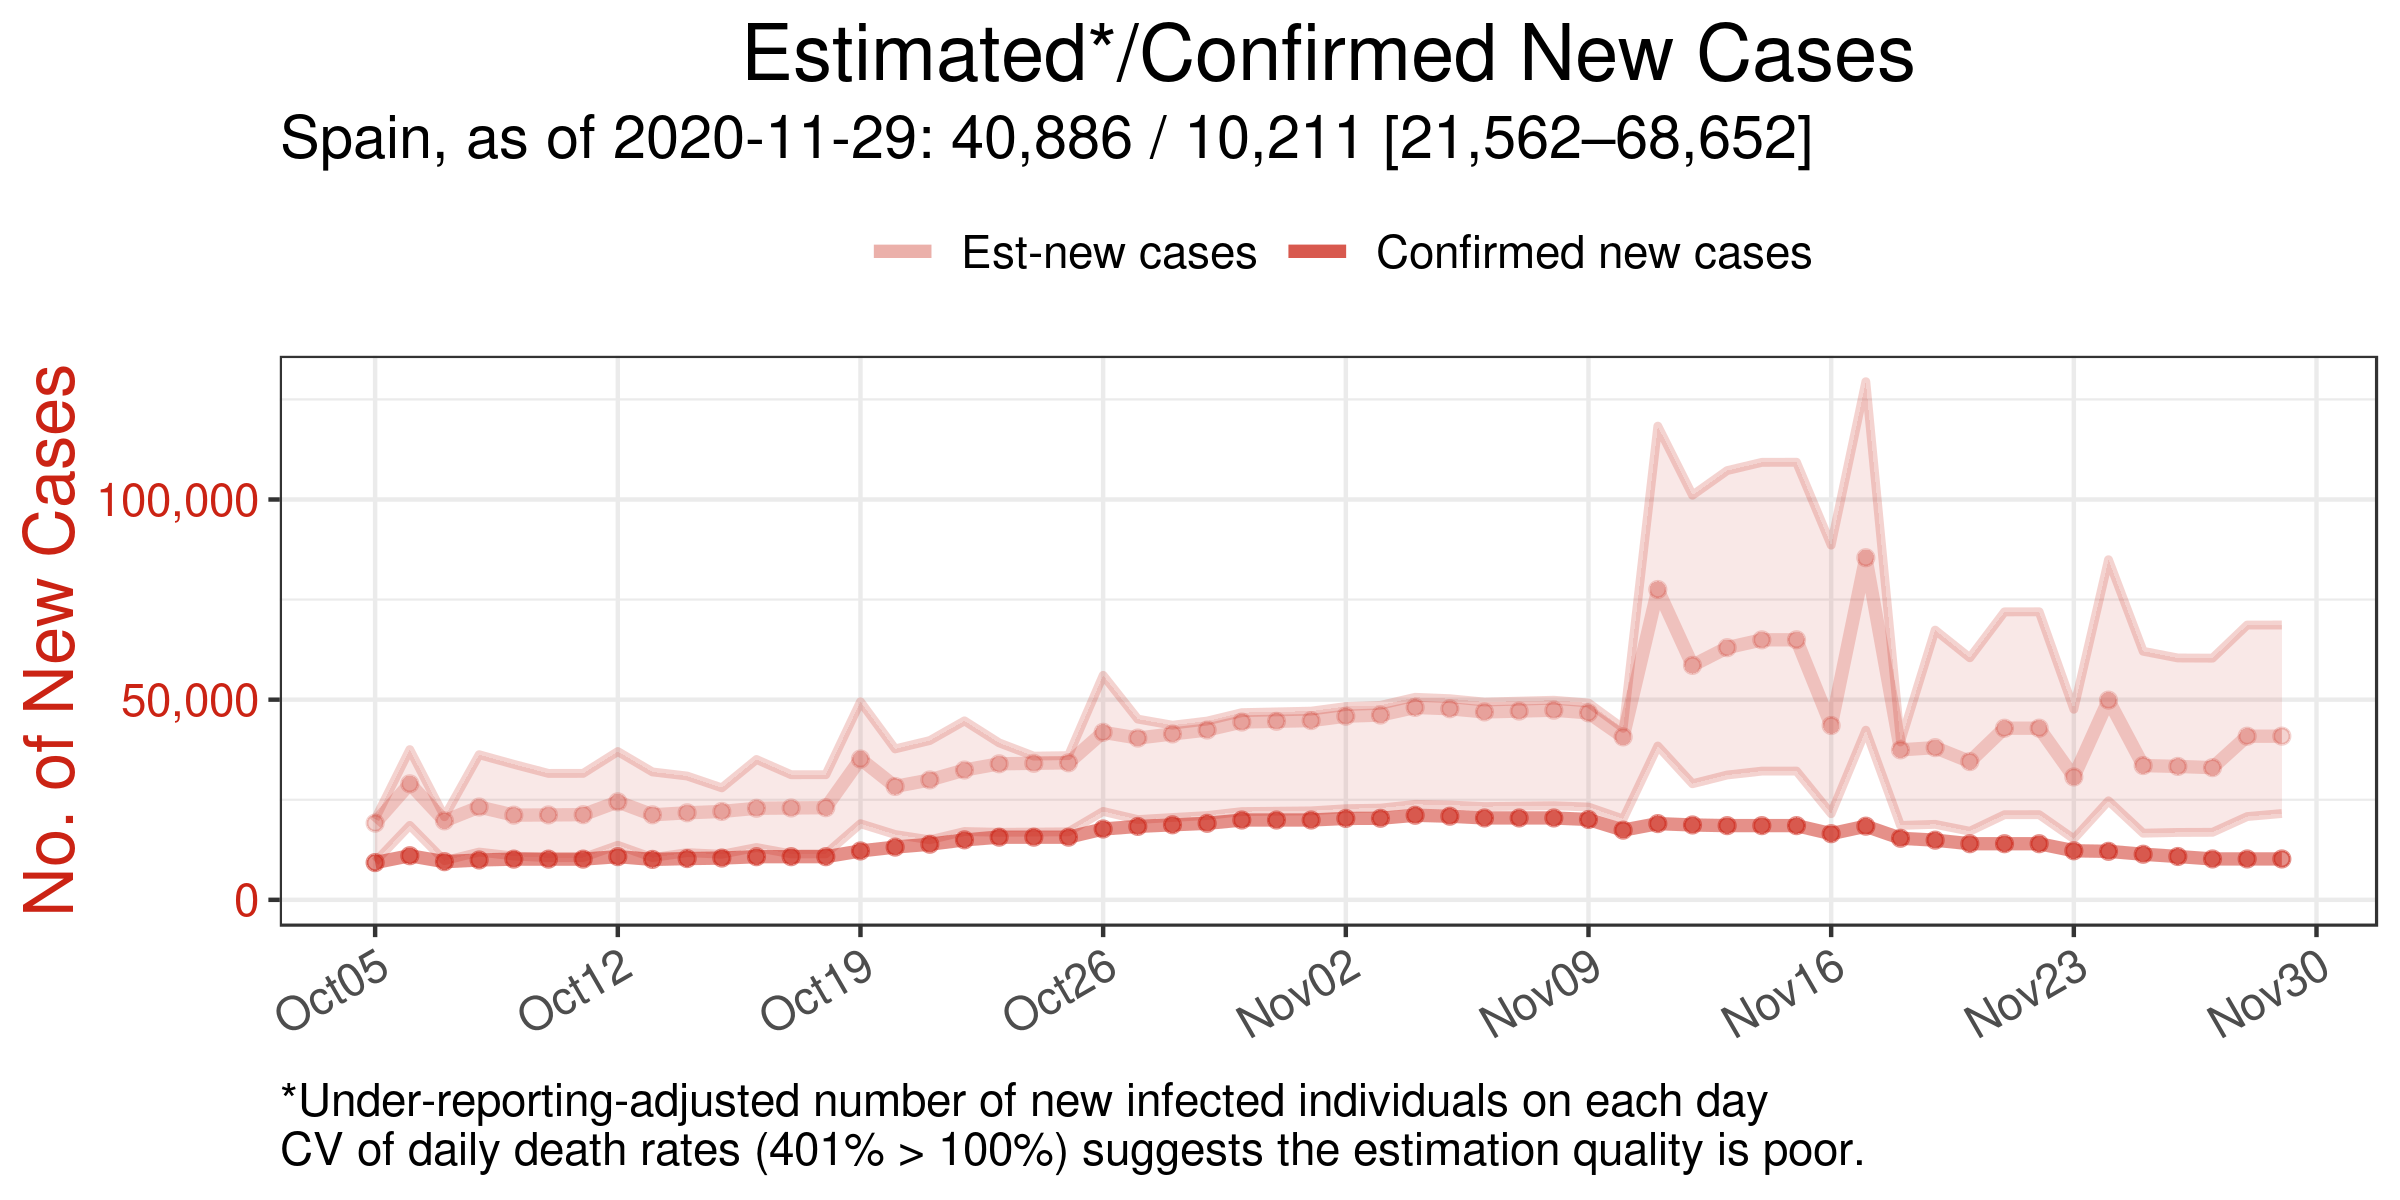 Estimated*/Confirmed New Cases
Spain, as of 2020-11-29: 40,886 / 10,211 [21,562–68,652]
Est-new cases
Confirmed new cases
No. of New Cases
100,000
50,000
0
Oct05
Oct12
Oct19
Oct26
Nov02
Nov09
Nov16
Nov23
Nov30
*Under-reporting-adjusted number of new infected individuals on each day
CV of daily death rates (401% > 100%) suggests the estimation quality is poor.